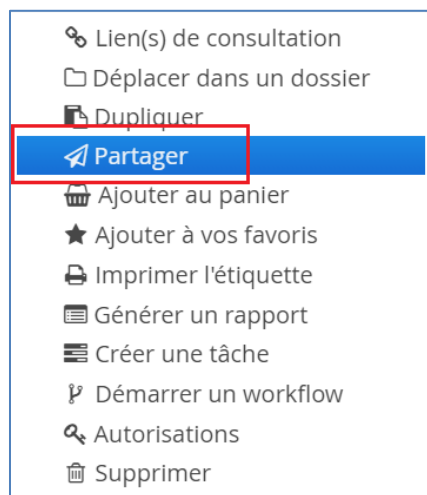 Lien(s) de consultation
Déplacer dans un dossier
Dupliquer
Partager
Ajouter au panier
Ajouter à vos favoris
Imprimer l'étiquette
Générer un rapport
Créer une tâche
Démarrer un workflow
Autorisations
Supprimer